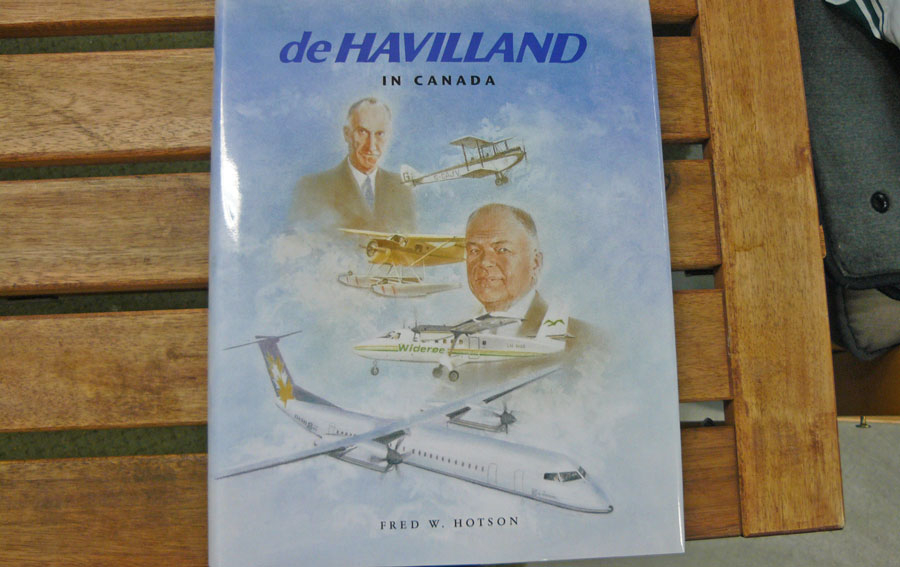 de HAVILLAND
IN CANADA
Widerøe
FRED W. HOTSON